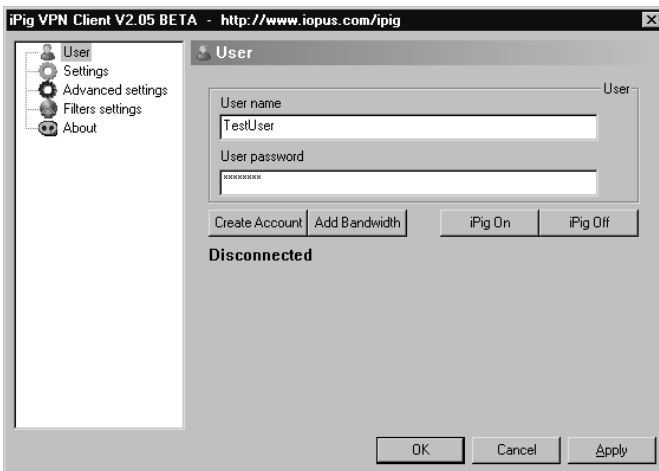 iPig VPN Client V2.05 BETA - http://www.iopus.com/ipig
User
Settings
Advanced settings
Filters settings
About
User
User
User name
TestUser
User password
********
Create Account
Add Bandwidth
iPig On
iPig Off
Disconnected
OK
Cancel
Apply